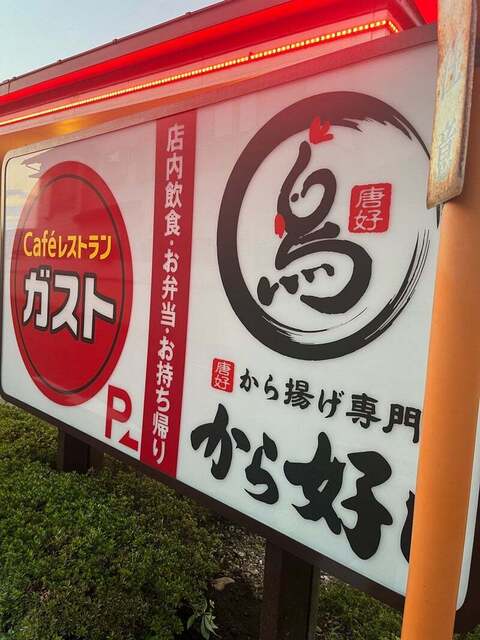 Caféレストラン
ガスト
P
店内飲食・お弁当・お持ち帰り
鳥
唐好
唐好
から揚げ専門
から好